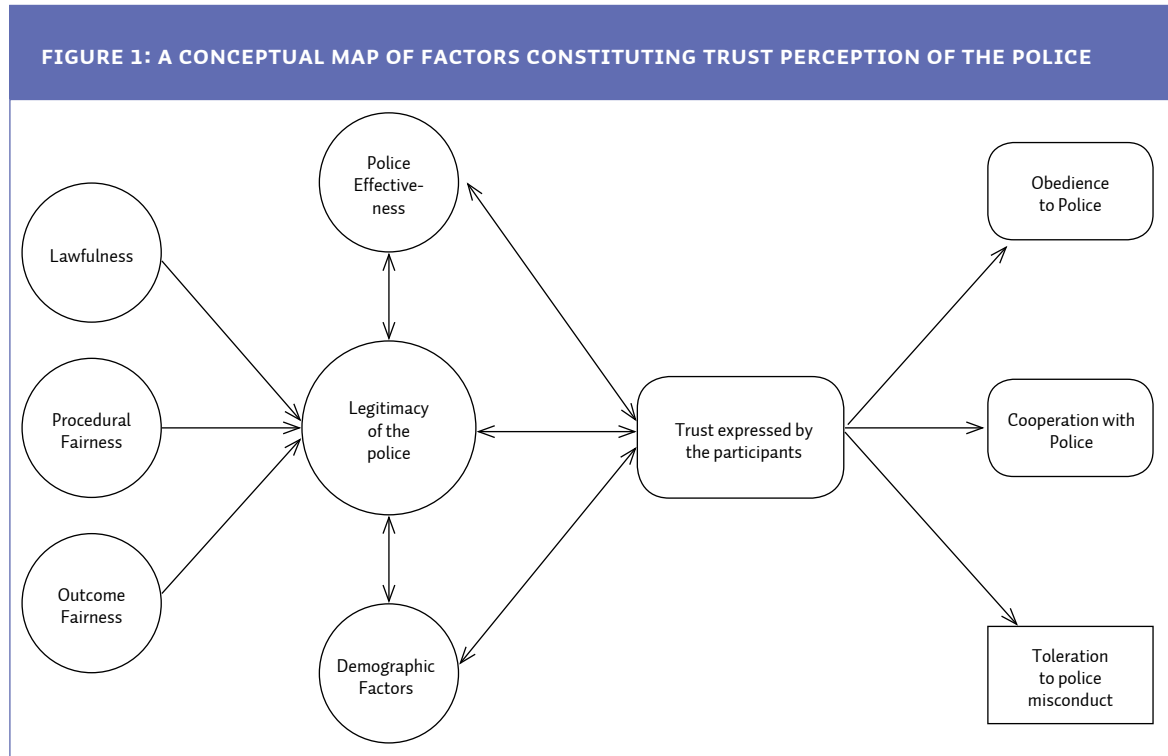 FIGURE 1: A CONCEPTUAL MAP OF FACTORS CONSTITUTING TRUST PERCEPTION OF THE POLICE
Lawfulness
Procedural
Fairness
Outcome
Fairness
Police
Effective-
ness
Legitimacy
of the
police
Demographic
Factors
Trust expressed by
the participants
Obedience
to Police
Cooperation with
Police
Toleration
to police
misconduct